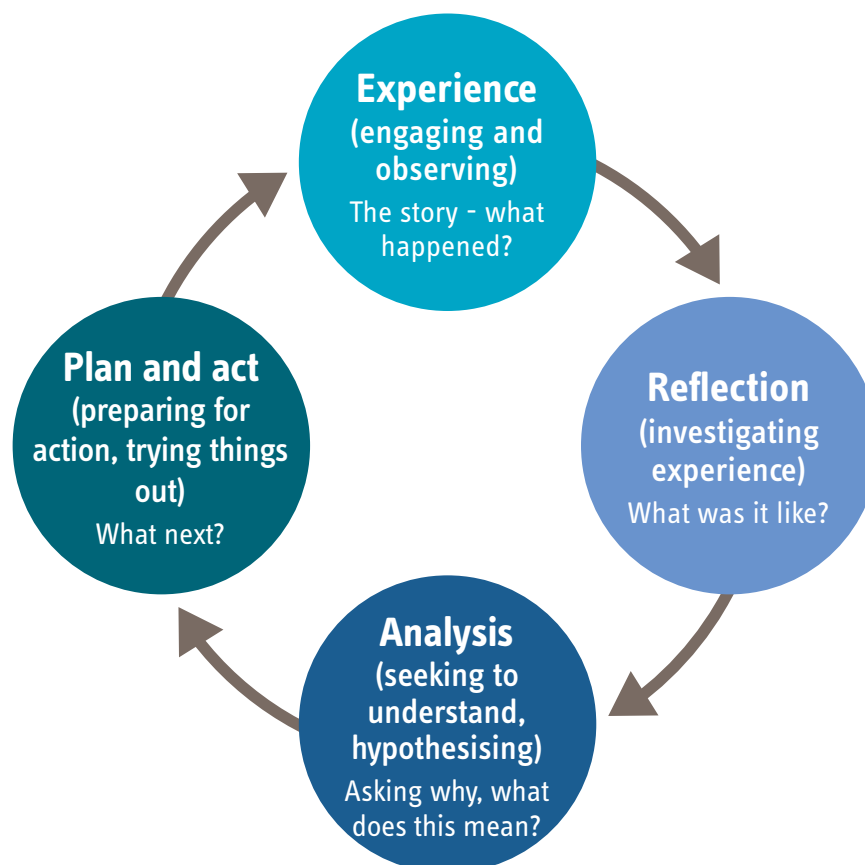 Experience
(engaging and
observing)
The story - what
happened?
Reflection
(investigating
experience)
What was it like?
Analysis
(seeking to
understand,
hypothesising)
Asking why, what
does this mean?
Plan and act
(preparing for
action, trying things
out)
What next?